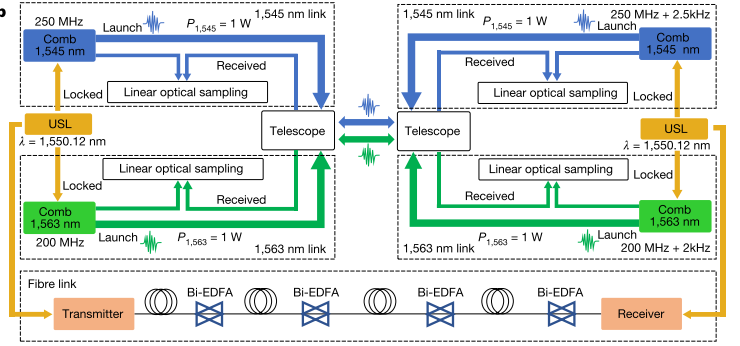 b
250 MHz
Launch
P1,545 = 1 W
1,545 nm link
Comb
1,545 nm
Received
Linear optical sampling
Locked
USL
λ = 1,550.12 nm
Telescope
Locked
Linear optical sampling
Received
Comb
1,563 nm
200 MHz
Launch
P1,563 = 1 W
1,563 nm link
1,545 nm link
P1,545 = 1 W
250 MHz + 2.5kHz
Launch
Comb
1,545 nm
Received
Linear optical sampling
Locked
Telescope
USL
λ = 1,550.12 nm
Linear optical sampling
Locked
Received
Comb
1,563 nm
P1,563 = 1 W
Launch
1,563 nm link
200 MHz + 2kHz
Fibre link
Bi-EDFA
Bi-EDFA
Bi-EDFA
Bi-EDFA
Transmitter
Receiver